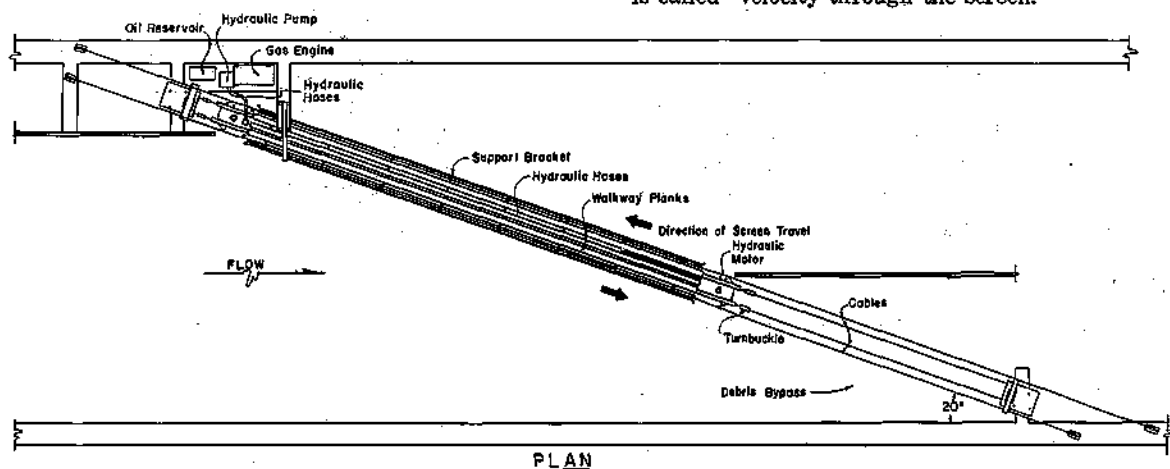 is called "velocity through the screen."
Hydraulic Pump
Oil Reservoir
Gas Engine
Hydraulic
Hoses
Support Bracket
Hydraulic Hoses
Walkway Planks
Direction of Screen Travel
Hydraulic
Motor
FLOW
Cables
Turnbuckle
Debris Bypass
20°
PLAN